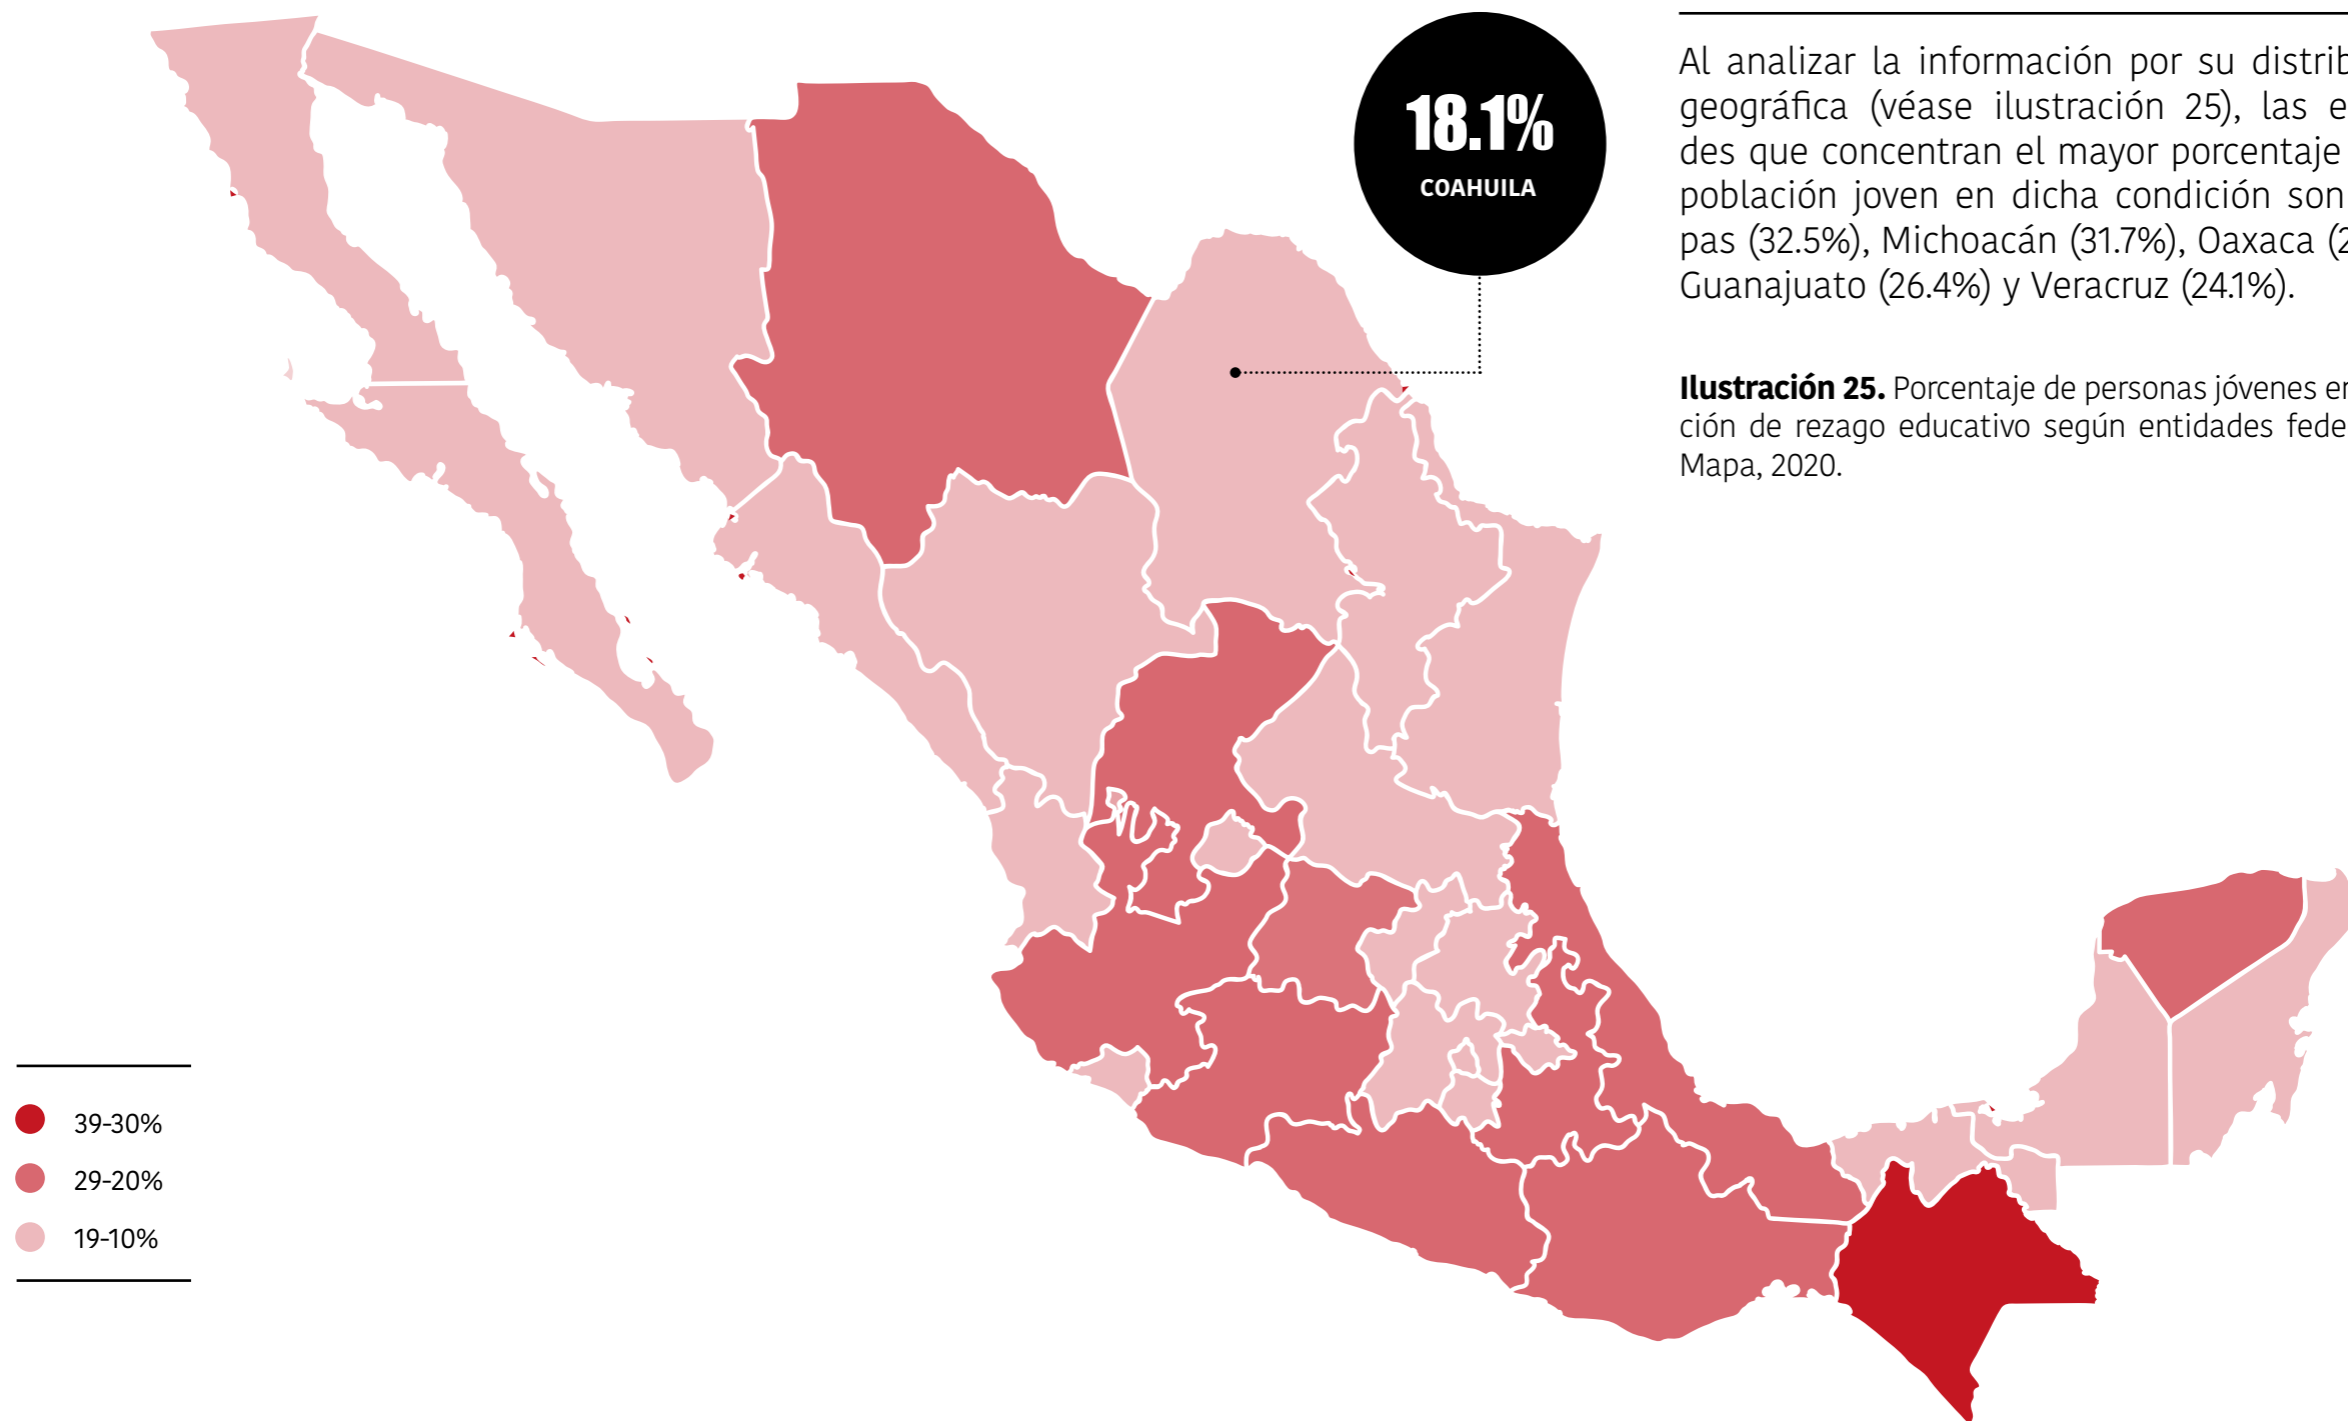 18.1%
COAHUILA
Al analizar la información por su
geográfica (véase ilustración 25), las
des que concentran el mayor porcentaje
población joven en dicha condición son
pas (32.5%), Michoacán (31.7%), Oaxaca
Guanajuato (26.4%) y Veracruz (24.1%).
Ilustración 25. Porcentaje de personas jóvenes
ción de rezago educativo según entidades
Mapa, 2020.
39-30%
29-20%
19-10%